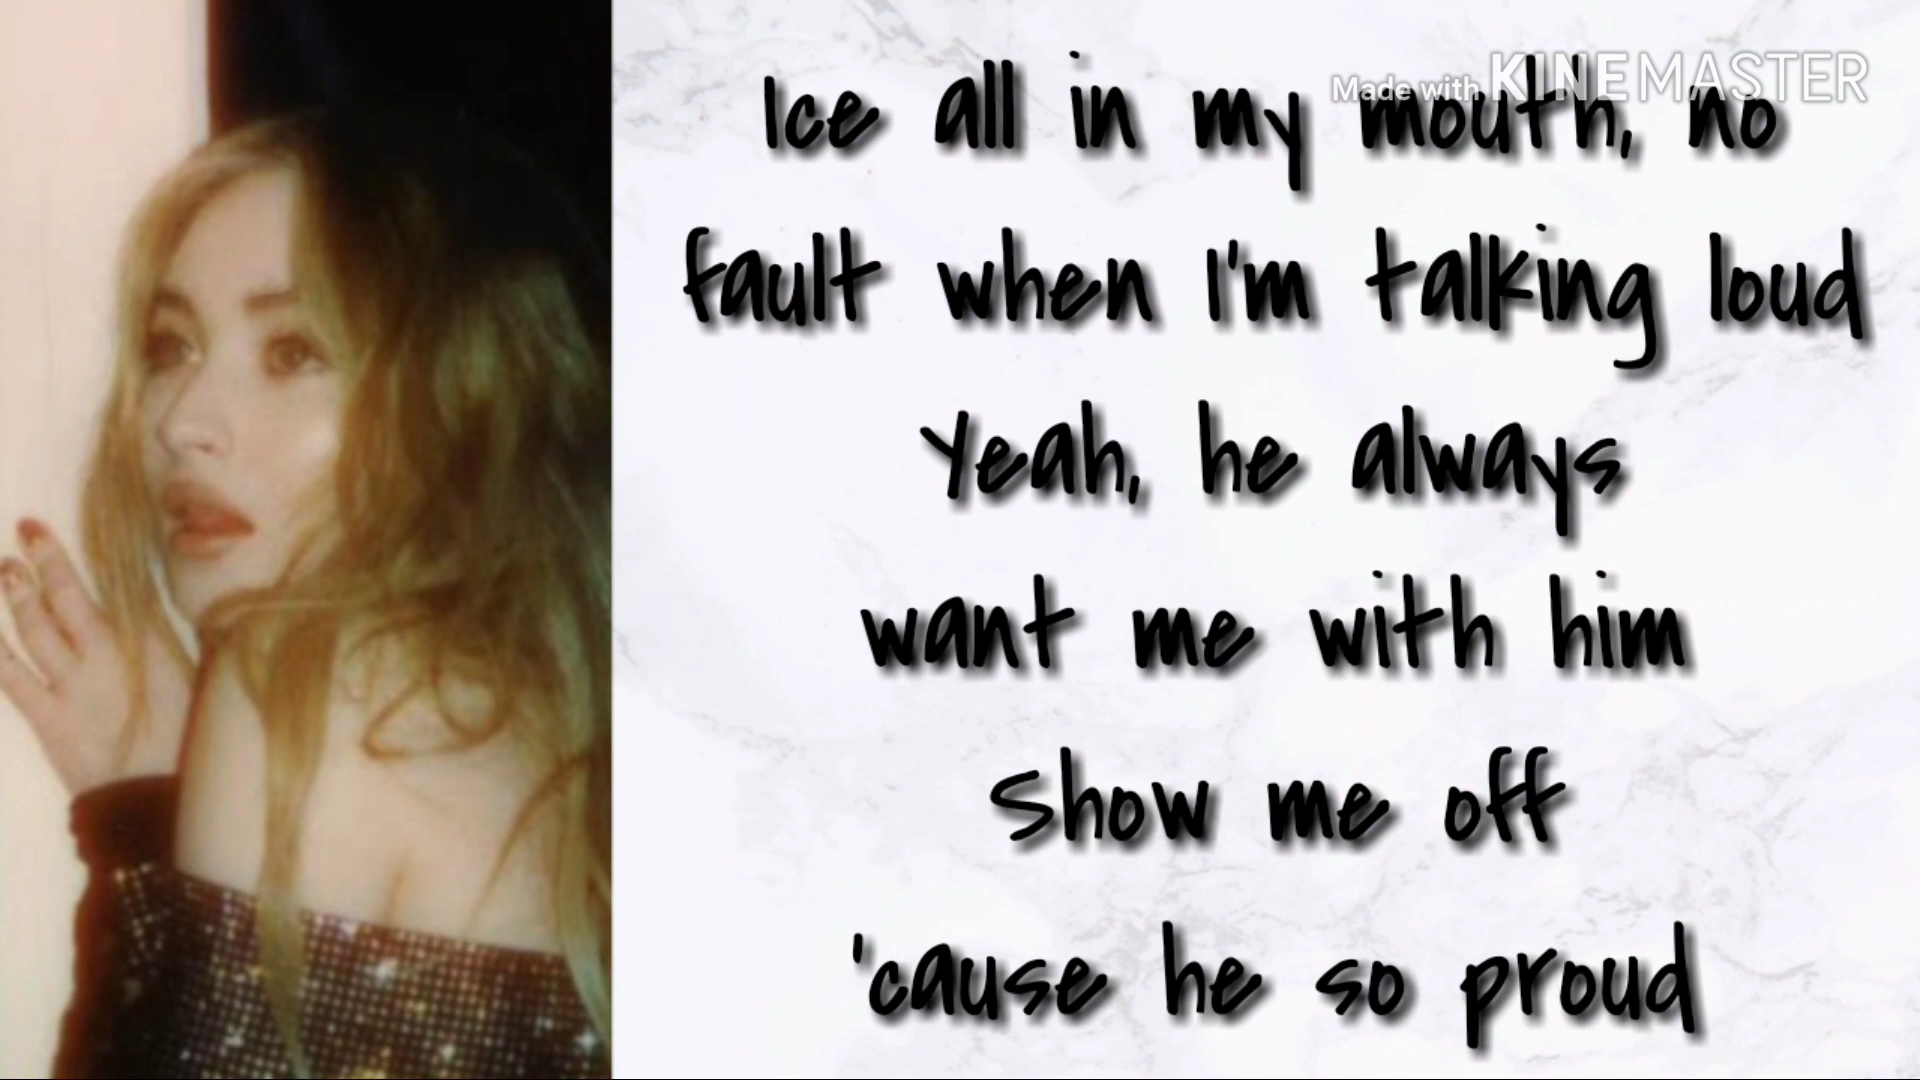 Made with KINEMASTER
Ice all in my mouth, no
fault when I'm talking loud
Yeah, he always
want me with him
Show me off
'cause he so proud